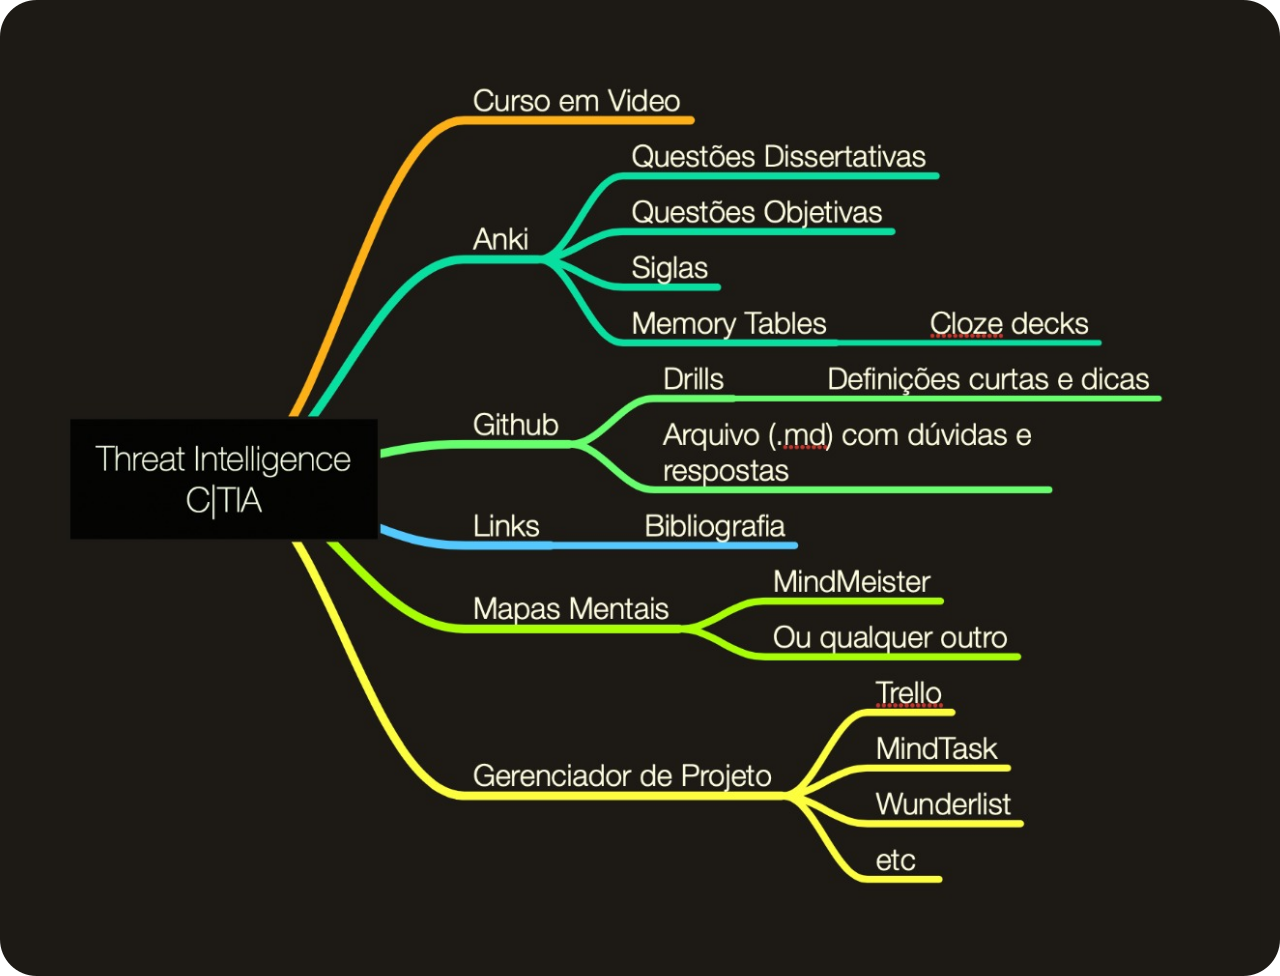 Curso em Video
Questões Dissertativas
Questões Objetivas
Anki
Siglas
Memory Tables
Cloze decks
Drills
Definições curtas e dicas
Github
Arquivo (.md) com dúvidas e
respostas
Threat Intelligence
C|TIA
Links
Bibliografia
MindMeister
Mapas Mentais
Ou qualquer outro
Trello
MindTask
Gerenciador de Projeto
Wunderlist
etc